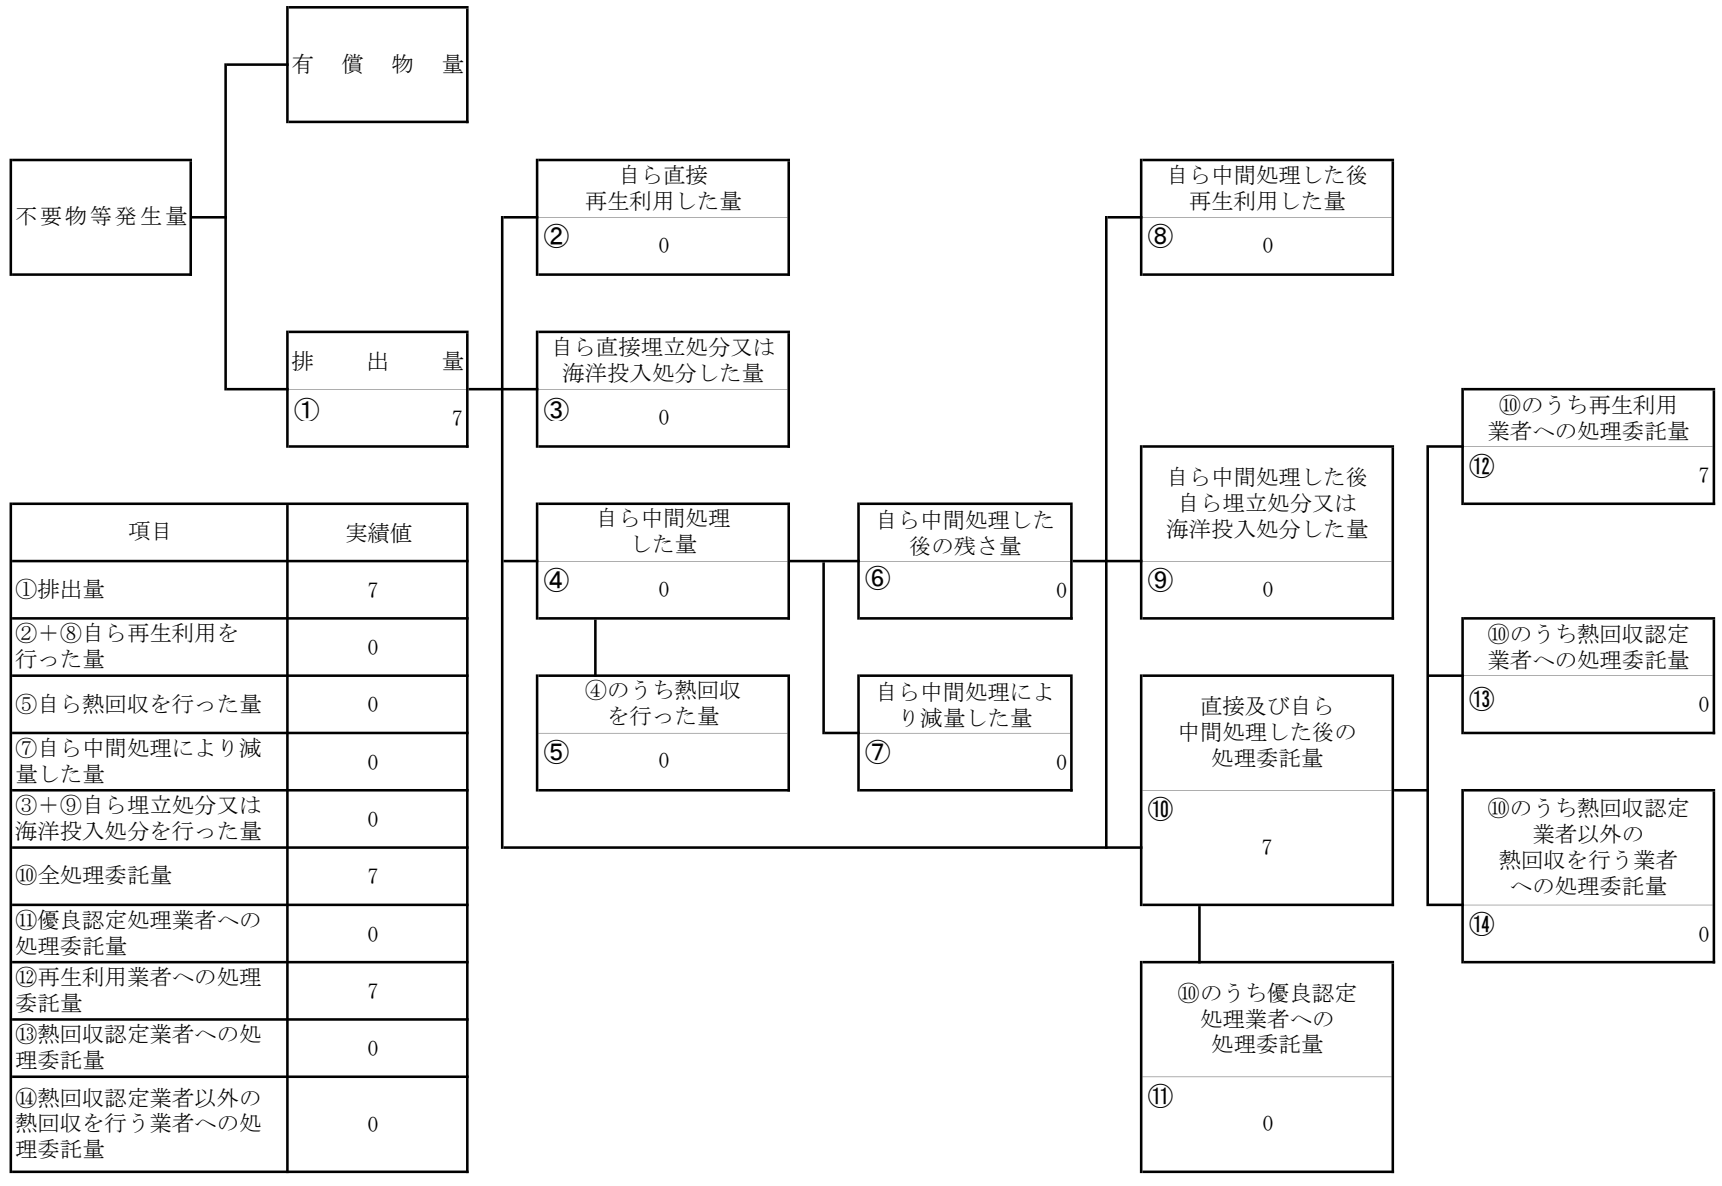 有償物量
不要物等発生量
排出量
①
7
自ら直接
再生利用した量
②
0
自ら直接埋立処分又は
海洋投入処分した量
③
0
自ら中間処理
した量
④
0
④のうち熱回収
を行った量
⑤
0
自ら中間処理した
後の残さ量
⑥
0
自ら中間処理によ
り減量した量
⑦
0
自ら中間処理した後
再生利用した量
⑧
0
自ら中間処理した後
自ら埋立処分又は
海洋投入処分した量
⑨
0
直接及び自ら
中間処理した後の
処理委託量
⑩
7
⑩のうち優良認定
処理業者への
処理委託量
⑪
0
⑩のうち再生利用
業者への処理委託量
⑫
7
⑩のうち熱回収認定
業者への処理委託量
⑬
0
⑩のうち熱回収認定
業者以外の
熱回収を行う業者
への処理委託量
⑭
0
項目 実績値
①排出量 7
②＋⑧自ら再生利用を
行った量 0
⑤自ら熱回収を行った量 0
⑦自ら中間処理により減
量した量 0
③＋⑨自ら埋立処分又は
海洋投入処分を行った量 0
⑩全処理委託量 7
⑪優良認定処理業者への
処理委託量 0
⑫再生利用業者への処理
委託量 7
⑬熱回収認定業者への処
理委託量 0
⑭熱回収認定業者以外の
熱回収を行う業者への処 0
理委託量